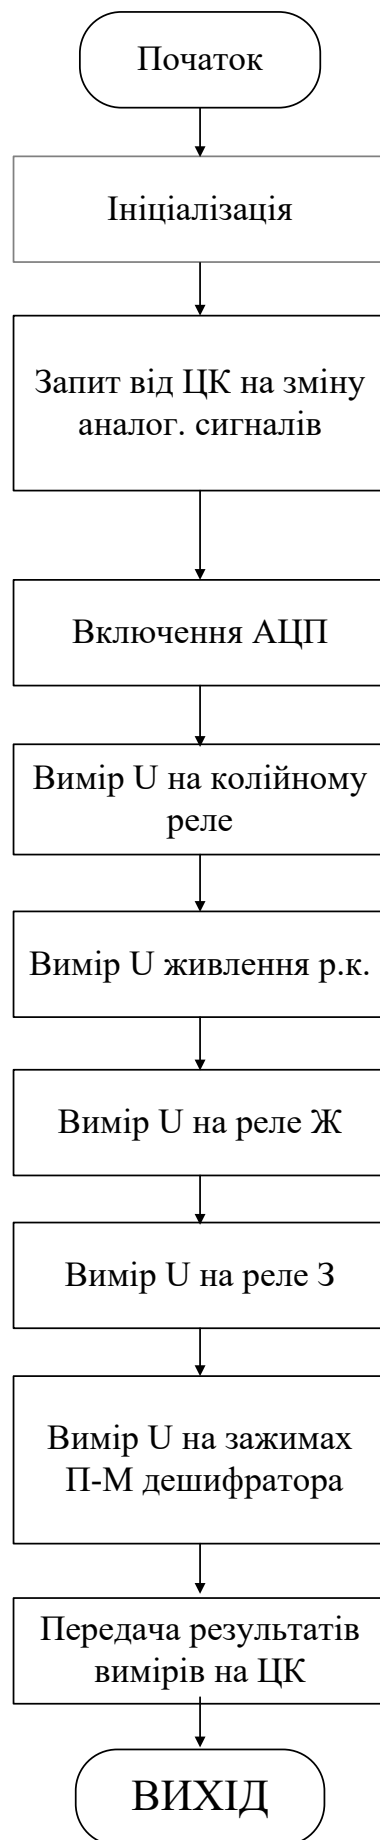 Початок
Ініціалізація
Запит від ЦК на зміну
аналог. сигналів
Включення АЦП
Вимір U на колійному
реле
Вимір U живлення р.к.
Вимір U на реле Ж
Вимір U на реле З
Вимір U на зажимах
П-М дешифратора
Передача результатів
вимірів на ЦК
ВИХІД